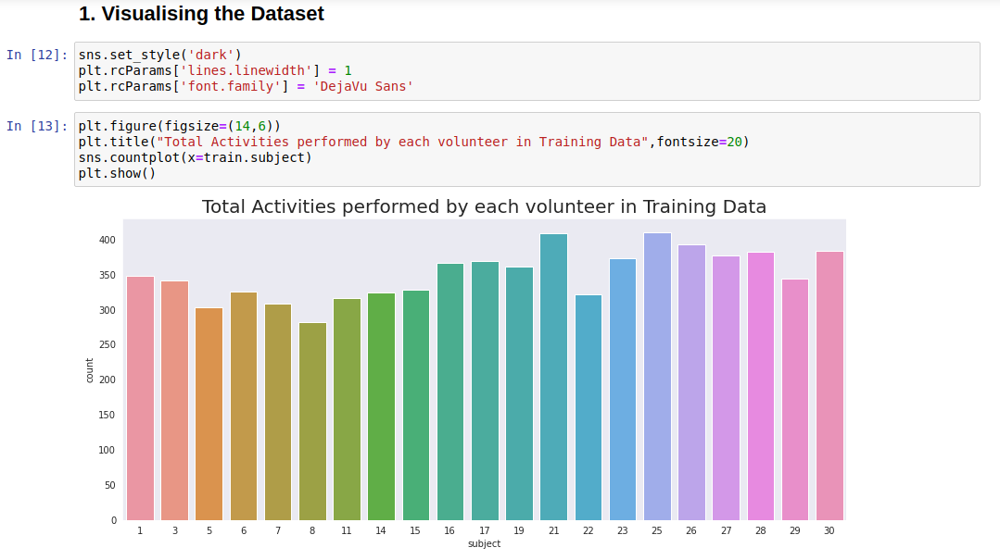 1. Visualising the Dataset
In [12]:
sns.set_style('dark')
plt.rcParams['lines.linewidth'] = 1
plt.rcParams['font.family'] = 'DejaVu Sans'
In [13]:
plt.figure(figsize=(14,6))
plt.title("Total Activities performed by each volunteer in Training Data",fontsize=20)
sns.countplot(x=train.subject)
plt.show()
Total Activities performed by each volunteer in Training Data
400
350
300
250
200
150
100
50
0
count
1 3 5 6 7 8 11 14 15 16 17 19 21 22 23 25 26 27 28 29 30
subject